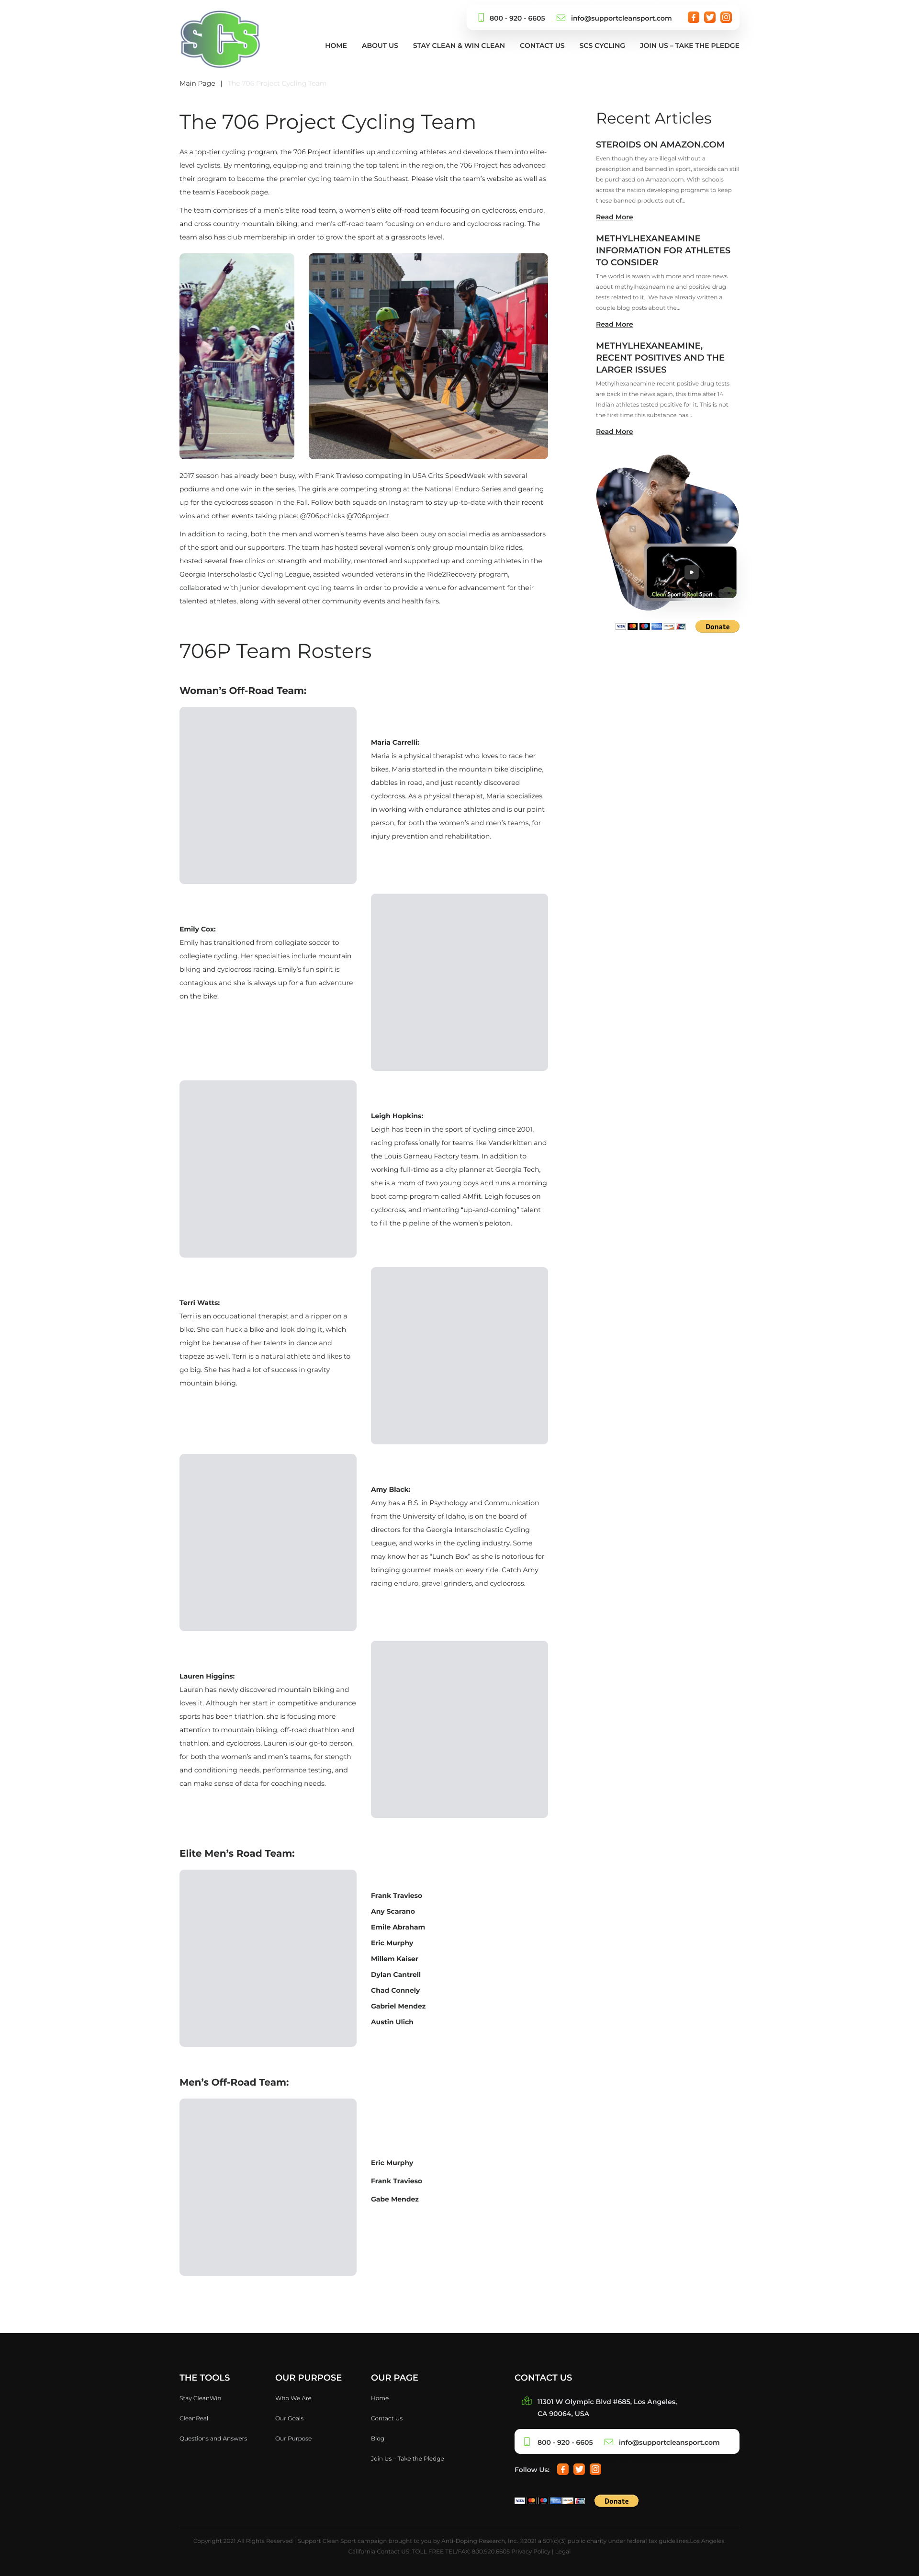 SCS
800 - 920 - 6605
info@supportcleansport.com
HOME
ABOUT US
STAY CLEAN & WIN CLEAN
CONTACT US
SCS CYCLING
JOIN US – TAKE THE PLEDGE
Main Page | The 706 Project Cycling Team
The 706 Project Cycling Team
As a top-tier cycling program, the 706 Project identifies up and coming athletes and develops them into elite-
level cyclists. By mentoring, equipping and training the top talent in the region, the 706 Project has advanced
their program to become the premier cycling team in the Southeast. Please visit the team's website as well as
the team's Facebook page.
The team comprises of a men's elite road team, a women's elite off-road team focusing on cyclocross, enduro,
and cross country mountain biking, and men's off-road team focusing on enduro and cyclocross racing. The
team also has club membership in order to grow the sport at a grassroots level.
2017 season has already been busy, with Frank Travieso competing in USA Crits SpeedWeek with several
podiums and one win in the series. The girls are competing strong at the National Enduro Series and gearing
up for the cyclocross season in the Fall. Follow both squads on Instagram to stay up-to-date with their recent
wins and other events taking place: @706pchicks @706project
In addition to racing, both the men and women's teams have also been busy on social media as ambassadors
of the sport and our supporters. The team has hosted several women's only group mountain bike rides,
hosted several free clinics on strength and mobility, mentored and supported up and coming athletes in the
Georgia Interscholastic Cycling League, assisted wounded veterans in the Ride2Recovery program,
collaborated with junior development cycling teams in order to provide a venue for advancement for their
talented athletes, along with several other community events and health fairs.
706P Team Rosters
Woman's Off-Road Team:
Maria Carrelli:
Maria is a physical therapist who loves to race her
bikes. Maria started in the mountain bike discipline,
dabbles in road, and just recently discovered
cyclocross. As a physical therapist, Maria specializes
in working with endurance athletes and is our point
person, for both the women's and men's teams, for
injury prevention and rehabilitation.
Emily Cox:
Emily has transitioned from collegiate soccer to
collegiate cycling. Her specialties include mountain
biking and cyclocross racing. Emily's fun spirit is
contagious and she is always up for a fun adventure
on the bike.
Leigh Hopkins:
Leigh has been in the sport of cycling since 2001,
racing professionally for teams like Vanderkitten and
the Louis Garneau Factory team. In addition to
working full-time as a city planner at Georgia Tech,
she is a mom of two young boys and runs a morning
boot camp program called AMfit. Leigh focuses on
cyclocross, and mentoring "up-and-coming" talent
to fill the pipeline of the women's peloton.
Terri Watts:
Terri is an occupational therapist and a ripper on a
bike. She can huck a bike and look doing it, which
might be because of her talents in dance and
trapeze as well. Terri is a natural athlete and likes to
go big. She has had a lot of success in gravity
mountain biking.
Amy Black:
Amy has a B.S. in Psychology and Communication
from the University of Idaho, is on the board of
directors for the Georgia Interscholastic Cycling
League, and works in the cycling industry. Some
may know her as "Lunch Box" as she is notorious for
bringing gourmet meals on every ride. Catch Amy
racing enduro, gravel grinders, and cyclocross.
Lauren Higgins:
Lauren has newly discovered mountain biking and
loves it. Although her start in competitive andurance
sports has been triathlon, she is focusing more
attention to mountain biking, off-road duathlon and
triathlon, and cyclocross. Lauren is our go-to person,
for both the women's and men's teams, for stength
and conditioning needs, performance testing, and
can make sense of data for coaching needs.
Elite Men's Road Team:
Frank Travieso
Any Scarano
Emile Abraham
Eric Murphy
Millem Kaiser
Dylan Cantrell
Chad Connely
Gabriel Mendez
Austin Ulich
Men's Off-Road Team:
Eric Murphy
Frank Travieso
Gabe Mendez
Recent Articles
STEROIDS ON AMAZON.COM
Even though they are illegal without a
prescription and banned in sport, steroids can still
be purchased on Amazon.com: With schools
across the nation developing programs to keep
these banned products out of...
Read More
METHYLHEXANEAMINE
INFORMATION FOR ATHLETES
TO CONSIDER
The world is awash with more and more news
about methylhexaneamine and positive drug
tests related to it. We have already written a
couple blog posts about the...
Read More
METHYLHEXANEAMINE,
RECENT POSITIVES AND THE
LARGER ISSUES
Methylhexaneamine recent positive drug tests
are back in the news again, this time after 14
Indian athletes tested positive for it. This is not
the first time this substance has...
Read More
Clean Sport is Real Sport
VISA
Donate
THE TOOLS
Stay CleanWin
CleanReal
Questions and Answers
OUR PURPOSE
Who We Are
Our Goals
Our Purpose
OUR PAGE
Home
Contact Us
Blog
Join Us – Take the Pledge
CONTACT US
11301 W Olympic Blvd #685, Los Angeles,
CA 90064, USA
800 - 920 - 6605
info@supportcleansport.com
Follow Us:
VISA
Donate
Copyright 2021 All Rights Reserved | Support Clean Sport campaign brought to you by Anti-Doping Research, Inc. ©2021 a 501(c)(3) public charity under federal tax guidelines.Los Angeles,
California Contact US: TOLL FREE TEL/FAX: 800.920.6605 Privacy Policy | Legal